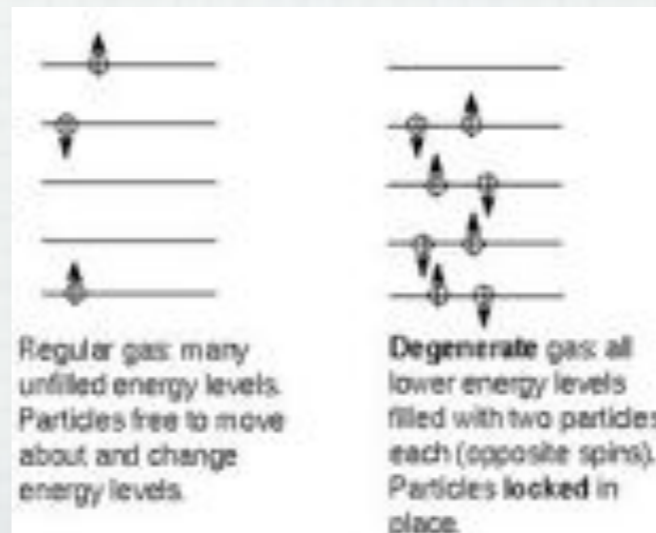 Regular gas: many
unfilled energy levels.
Particles free to move
about and change
energy levels.
Degenerate gas: all
lower energy levels
filled with two particles
each (opposite spins).
Particles locked in
place.